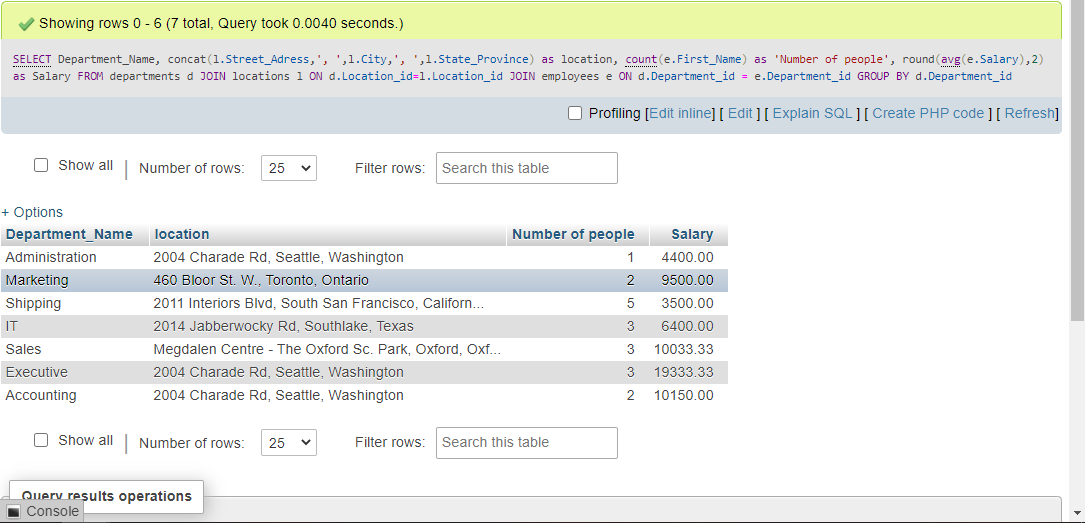 Showing rows 0 - 6 (7 total, Query took 0.0040 seconds.)
SELECT Department_Name, concat(l.Street_Adress,', ',l.City,', ',l.State_Province) as location, count(e.First_Name) as 'Number of people', round(avg(e.Salary),2)
as Salary FROM departments d JOIN locations l ON d.Location_id=l.Location_id JOIN employees e ON d.Department_id = e.Department_id GROUP BY d.Department_id
Profiling [Edit inline] [ Edit ] [ Explain SQL ] [ Create PHP code ] [ Refresh]
Show all | Number of rows: 25 Filter rows: Search this table
+ Options
Department_Name location Number of people Salary
Administration 2004 Charade Rd, Seattle, Washington 1 4400.00
Marketing 460 Bloor St. W., Toronto, Ontario 2 9500.00
Shipping 2011 Interiors Blvd, South San Francisco, Californ... 5 3500.00
IT 2014 Jabberwocky Rd, Southlake, Texas 3 6400.00
Sales Megdalen Centre - The Oxford Sc. Park, Oxford, Oxf... 3 10033.33
Executive 2004 Charade Rd, Seattle, Washington 3 19333.33
Accounting 2004 Charade Rd, Seattle, Washington 2 10150.00
Show all | Number of rows: 25 Filter rows: Search this table
Query results operations
Console